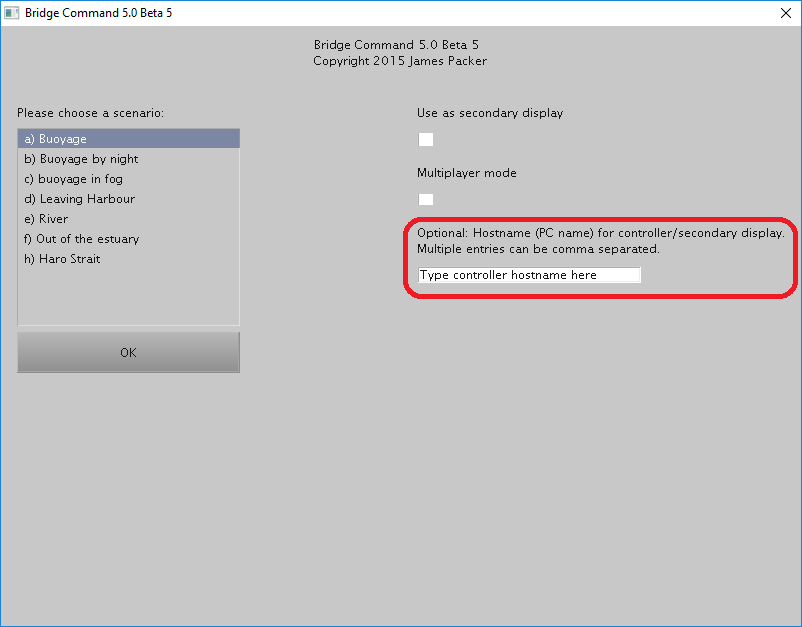 Bridge Command 5.0 Beta 5
Bridge Command 5.0 Beta 5
Copyright 2015 James Packer
Please choose a scenario:
a) Buoyage
b) Buoyage by night
c) buoyage in fog
d) Leaving Harbour
e) River
f) Out of the estuary
h) Haro Strait
OK
Use as secondary display
Multiplayer mode
Optional: Hostname (PC name) for controller/secondary display.
Multiple entries can be comma separated.
Type controller hostname here